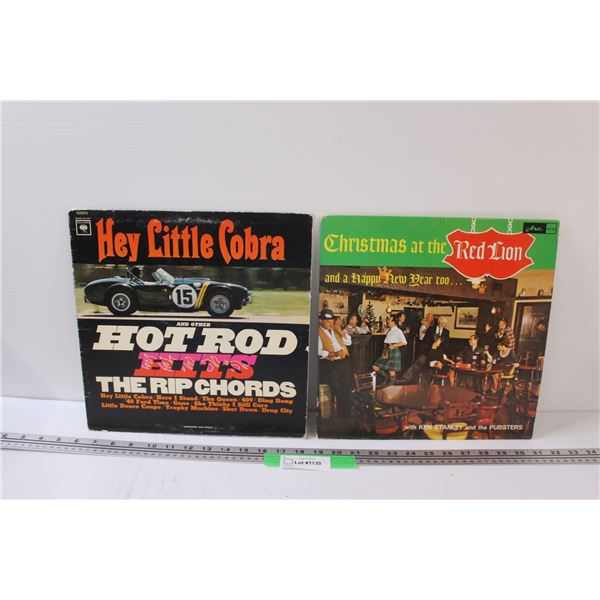 Hey Little Cobra
15
AND OTHER
HOT ROD
HITS
THE RIP CHORDS
Hey Little Cobra / Here I Stand / The Queen / 409 / Ding Dong
'40 Ford Time / Gone / She Thinks I Still Care
Little Deuce Coupe / Trophy Machine / Shut Down / Drag City
Christmas at the
Red Lion
Arc
and a Happy New Year too...
with KEN STANLEY and the PUBSTERS
Lot #1135